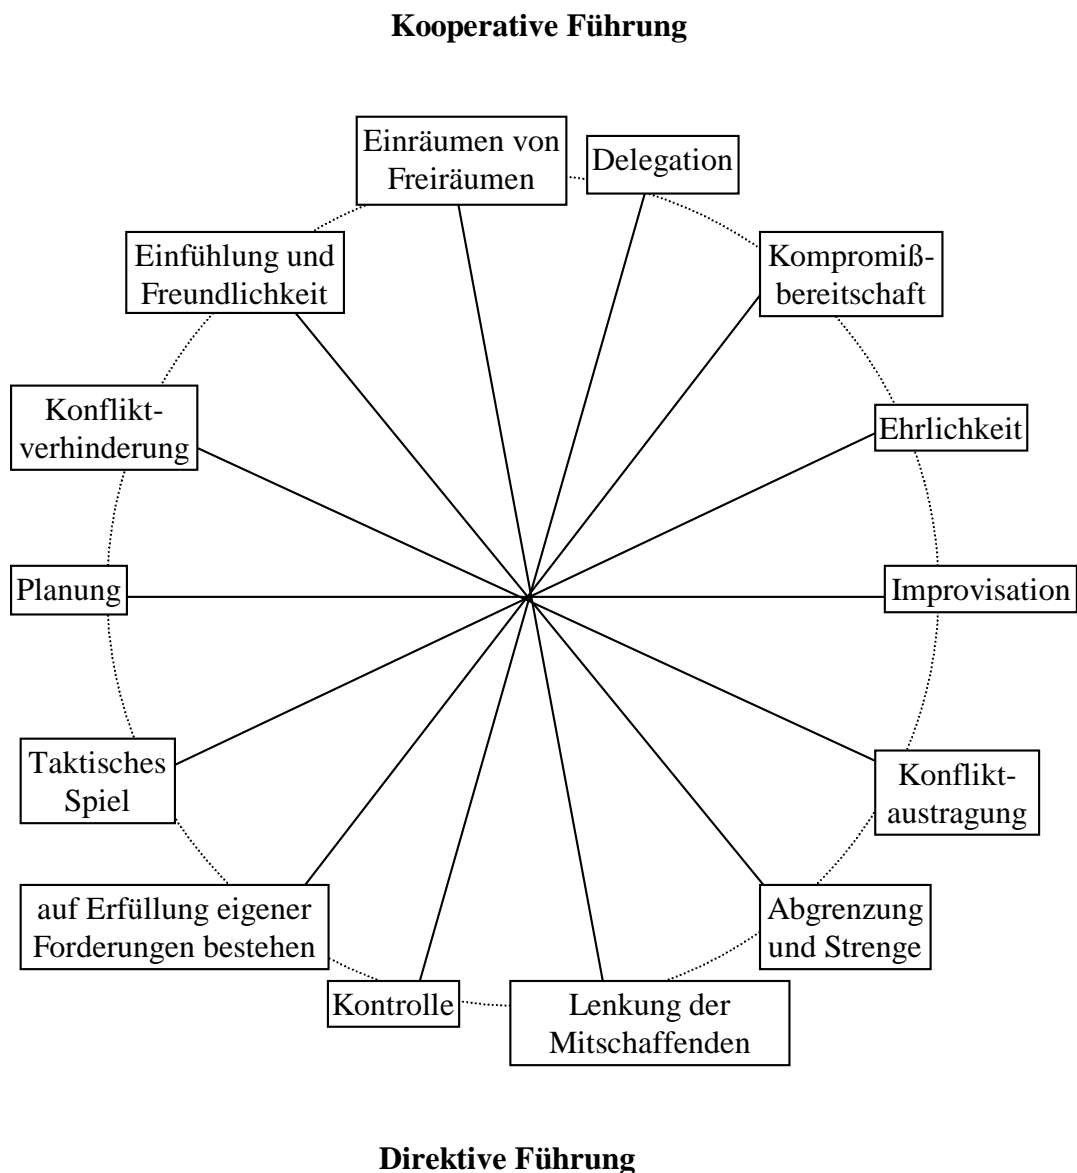 Kooperative Führung
Einräumen von
Freiräumen
Delegation
Einfühlung und
Freundlichkeit
Kompromiß-
bereitschaft
Konflikt-
verhinderung
Ehrlichkeit
Planung
Improvisation
Taktisches
Spiel
Konflikt-
austragung
auf Erfüllung eigener
Forderungen bestehen
Abgrenzung
und Strenge
Kontrolle
Lenkung der
Mitschaffenden
Direktive Führung